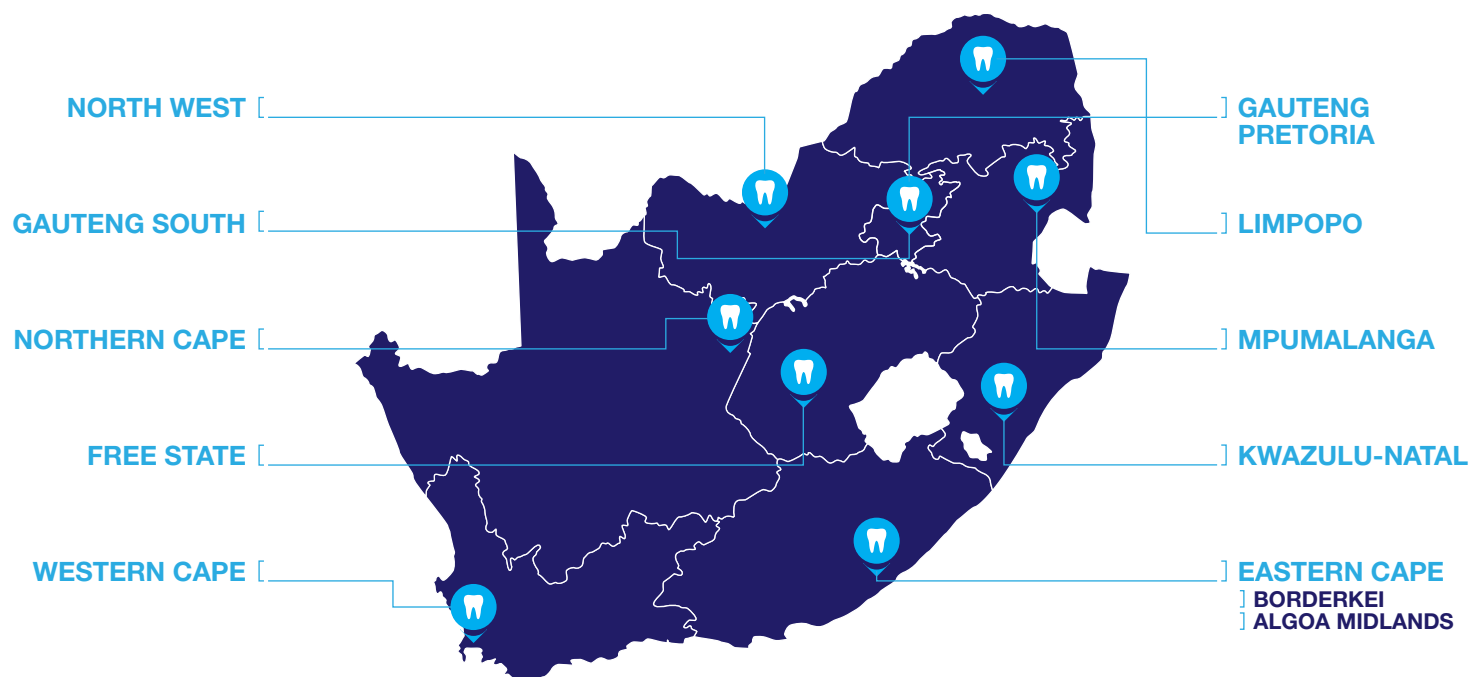 NORTH WEST
GAUTENG SOUTH
NORTHERN CAPE
FREE STATE
WESTERN CAPE
GAUTENG
PRETORIA
LIMPOPO
MPUMALANGA
KWAZULU-NATAL
EASTERN CAPE
BORDERKEI
ALGOA MIDLANDS